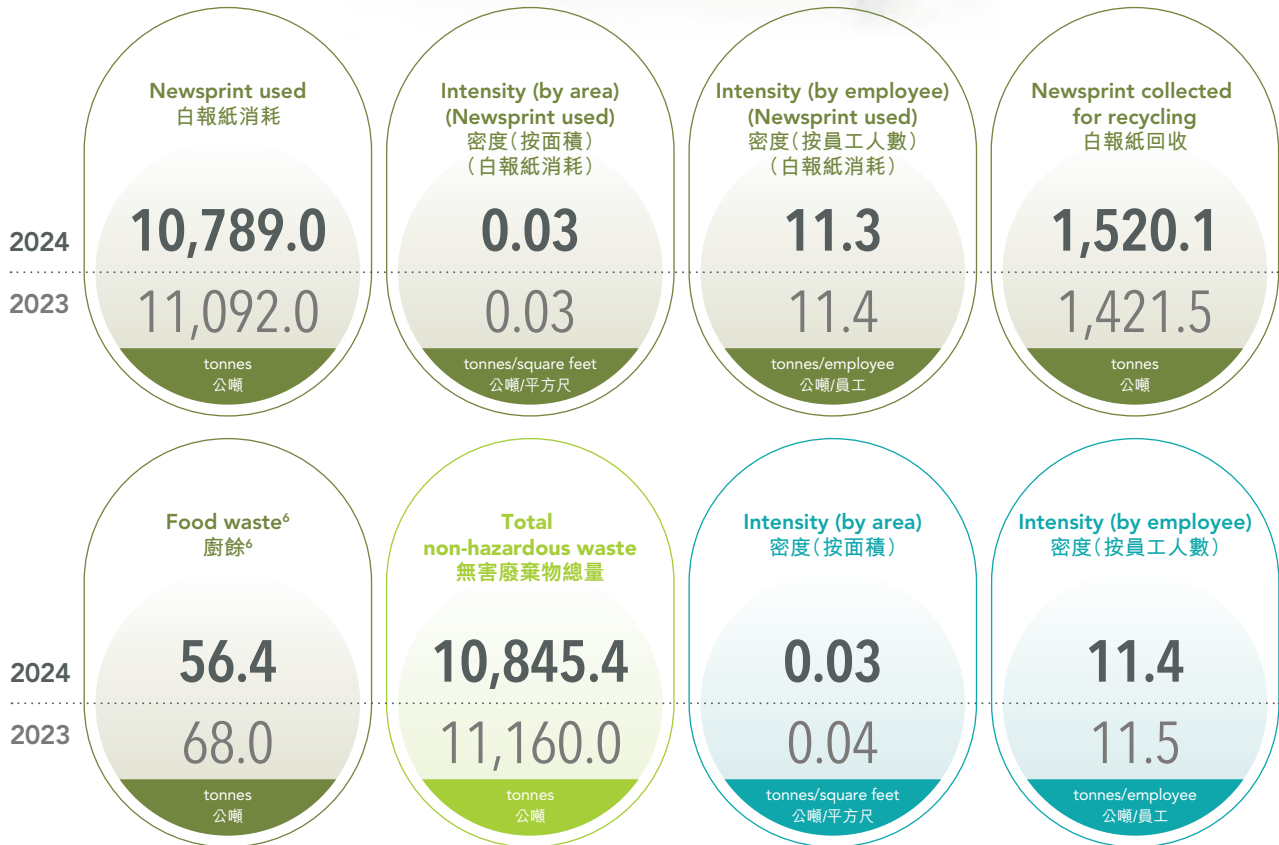 Newsprint used
白報紙消耗
Intensity (by area)
(Newsprint used)
密度（按面積）
（白報紙消耗）
Intensity (by employee)
(Newsprint used)
密度（按員工人數）
（白報紙消耗）
Newsprint collected
for recycling
白報紙回收
2024
10,789.0
0.03
11.3
1,520.1
2023
11,092.0
0.03
11.4
1,421.5
tonnes
公噸
tonnes/square feet
公噸/平方尺
tonnes/employee
公噸/員工
tonnes
公噸
Food waste⁶
廚餘⁶
Total
non-hazardous waste
無害廢棄物總量
Intensity (by area)
密度（按面積）
Intensity (by employee)
密度（按員工人數）
2024
56.4
10,845.4
0.03
11.4
2023
68.0
11,160.0
0.04
11.5
tonnes
公噸
tonnes
公噸
tonnes/square feet
公噸/平方尺
tonnes/employee
公噸/員工